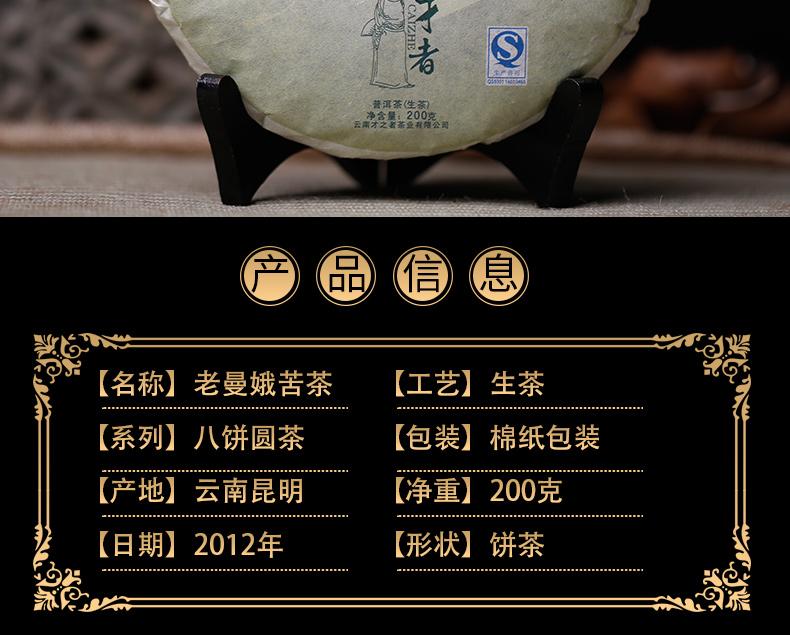 才者
CAIZHE
生产许可
普洱茶(生茶)
净含量：200克
云南才之者茶业有限公司
产品信息
【名称】老曼娥苦茶
【工艺】生茶
【系列】八饼圆茶
【包装】棉纸包装
【产地】云南昆明
【净重】200克
【日期】2012年
【形状】饼茶